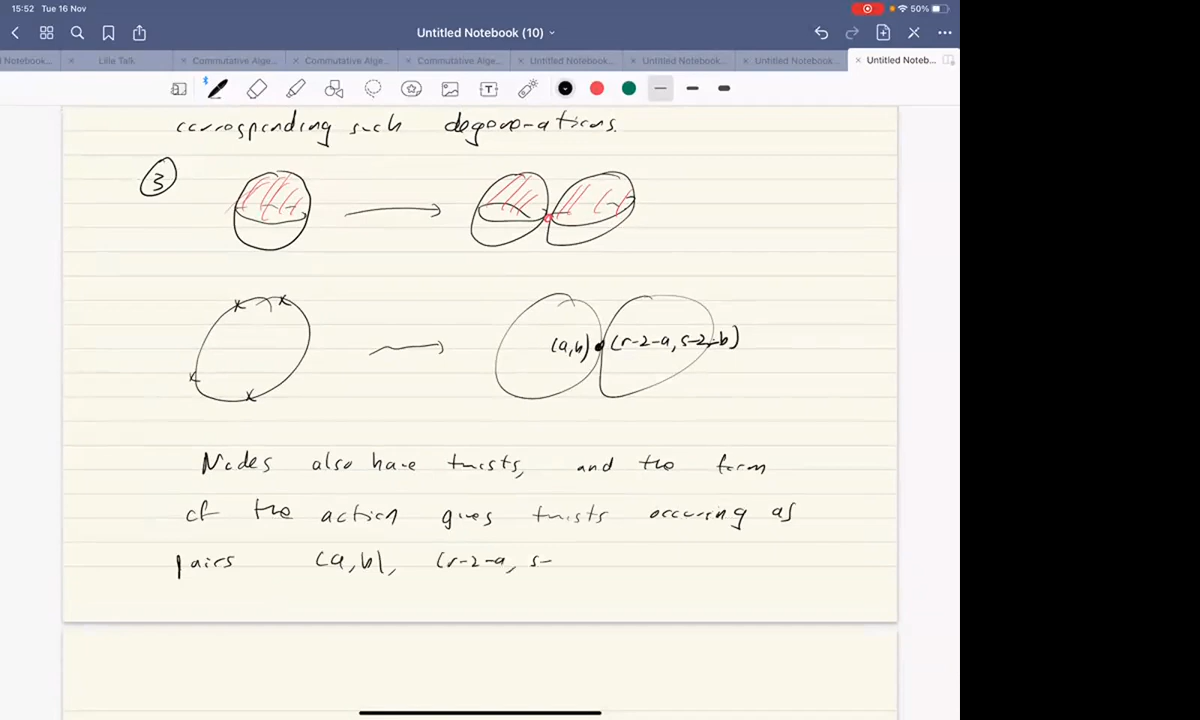 15:52 Tue 16 Nov
50%
Untitled Notebook (10)
Notebook...
Lille Talk
Commutative Alge...
Commutative Alge...
Commutative Alge...
Untitled Notebook...
Untitled Notebook...
Untitled Notebook...
Untitled Noteb...
corresponding such degenerations.
3
(a,b) (r-2-a, s-2-b)
Nodes also have twists, and the form
of the action gives twists occuring as
pairs (a,b), (r-2-a, s-